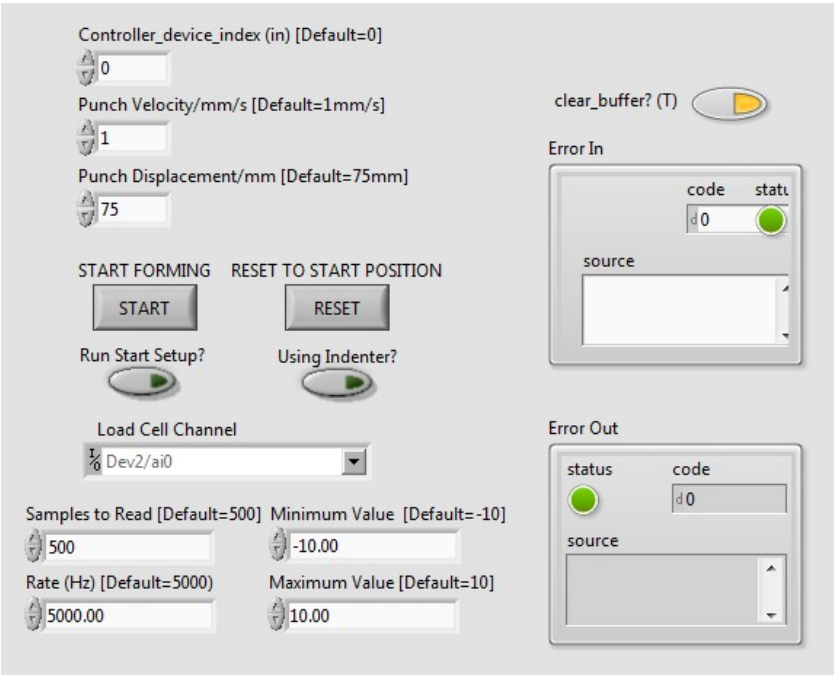 Controller_device_index (in) [Default=0]
0
Punch Velocity/mm/s [Default=1mm/s]
1
clear_buffer? (T)
Punch Displacement/mm [Default=75mm]
75
Error In
code statu
d 0
source
START FORMING RESET TO START POSITION
START RESET
Run Start Setup? Using Indenter?
Load Cell Channel
I/O Dev2/ai0
Samples to Read [Default=500] Minimum Value [Default=-10]
500 -10.00
Rate (Hz) [Default=5000) Maximum Value [Default=10]
5000.00 10.00
Error Out
status code
d 0
source